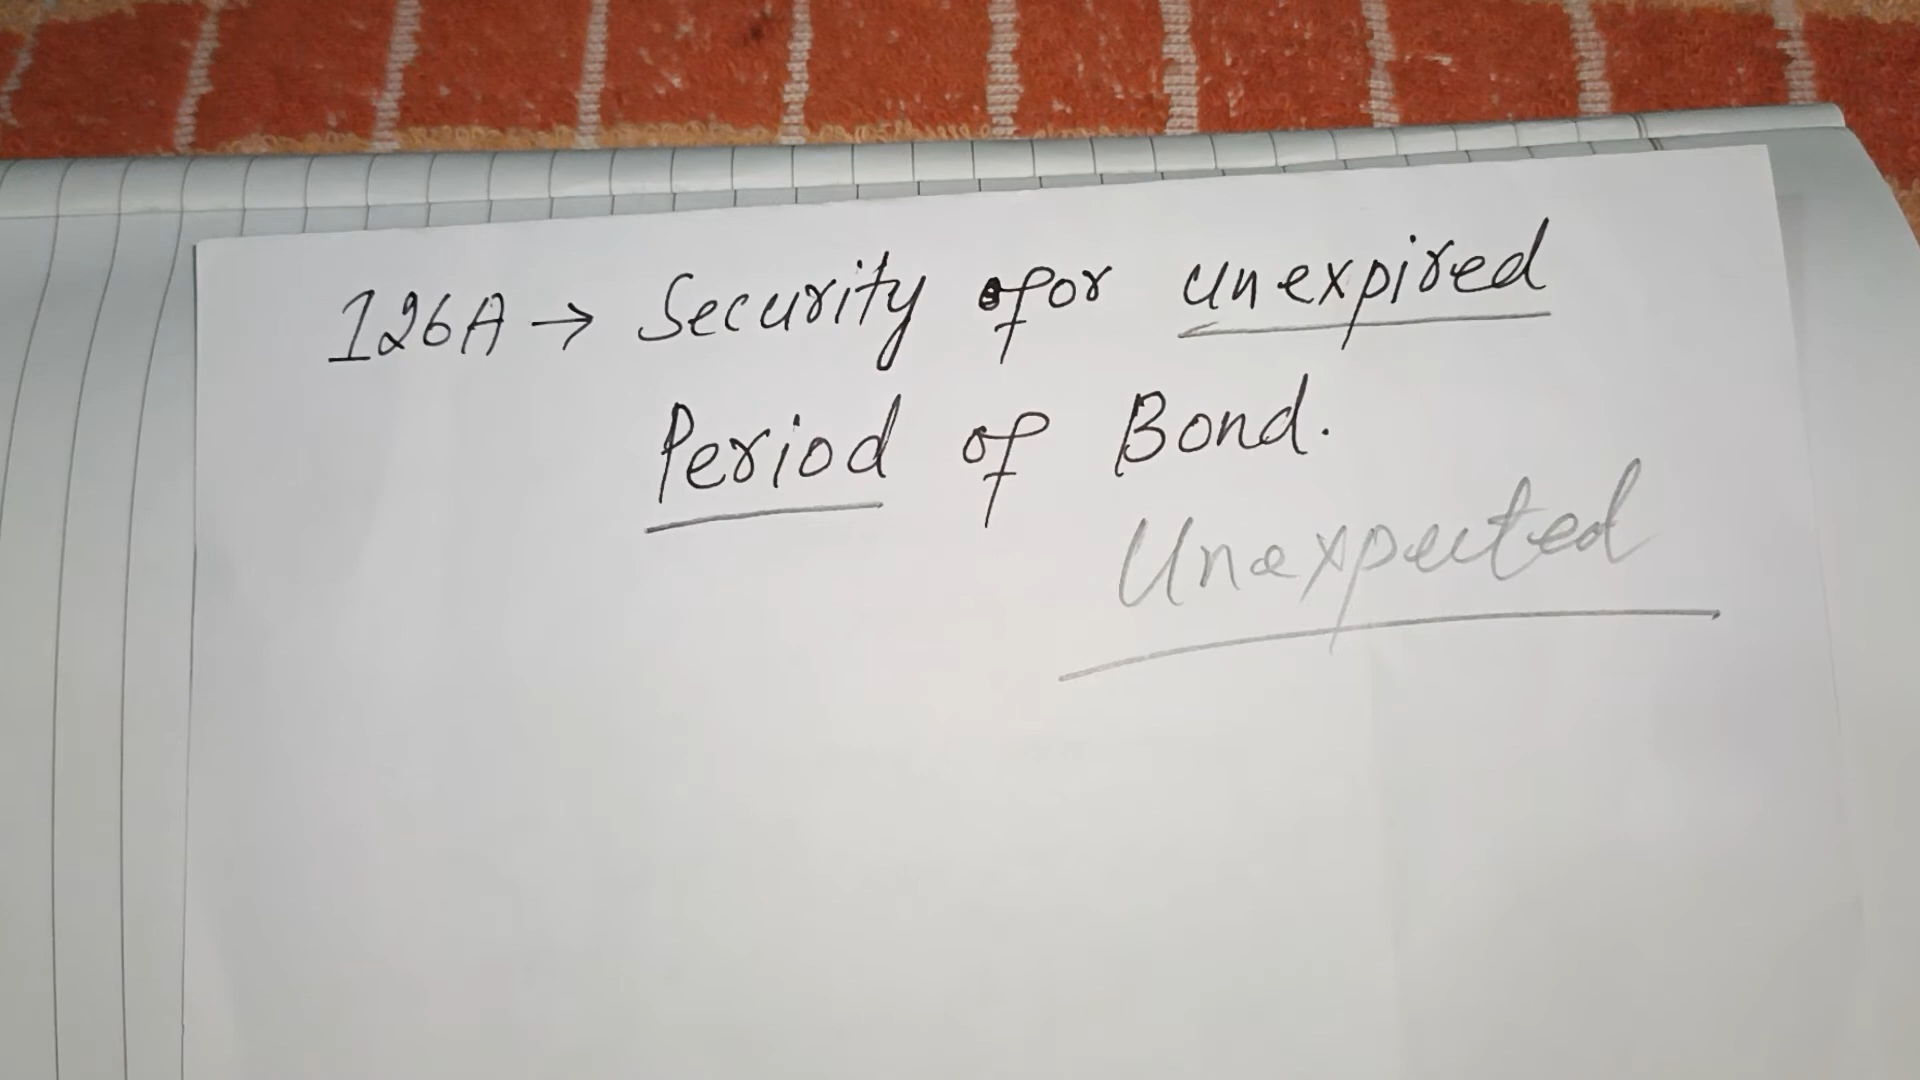 126A → Security for unexpired
Period of Bond.
Unexpected